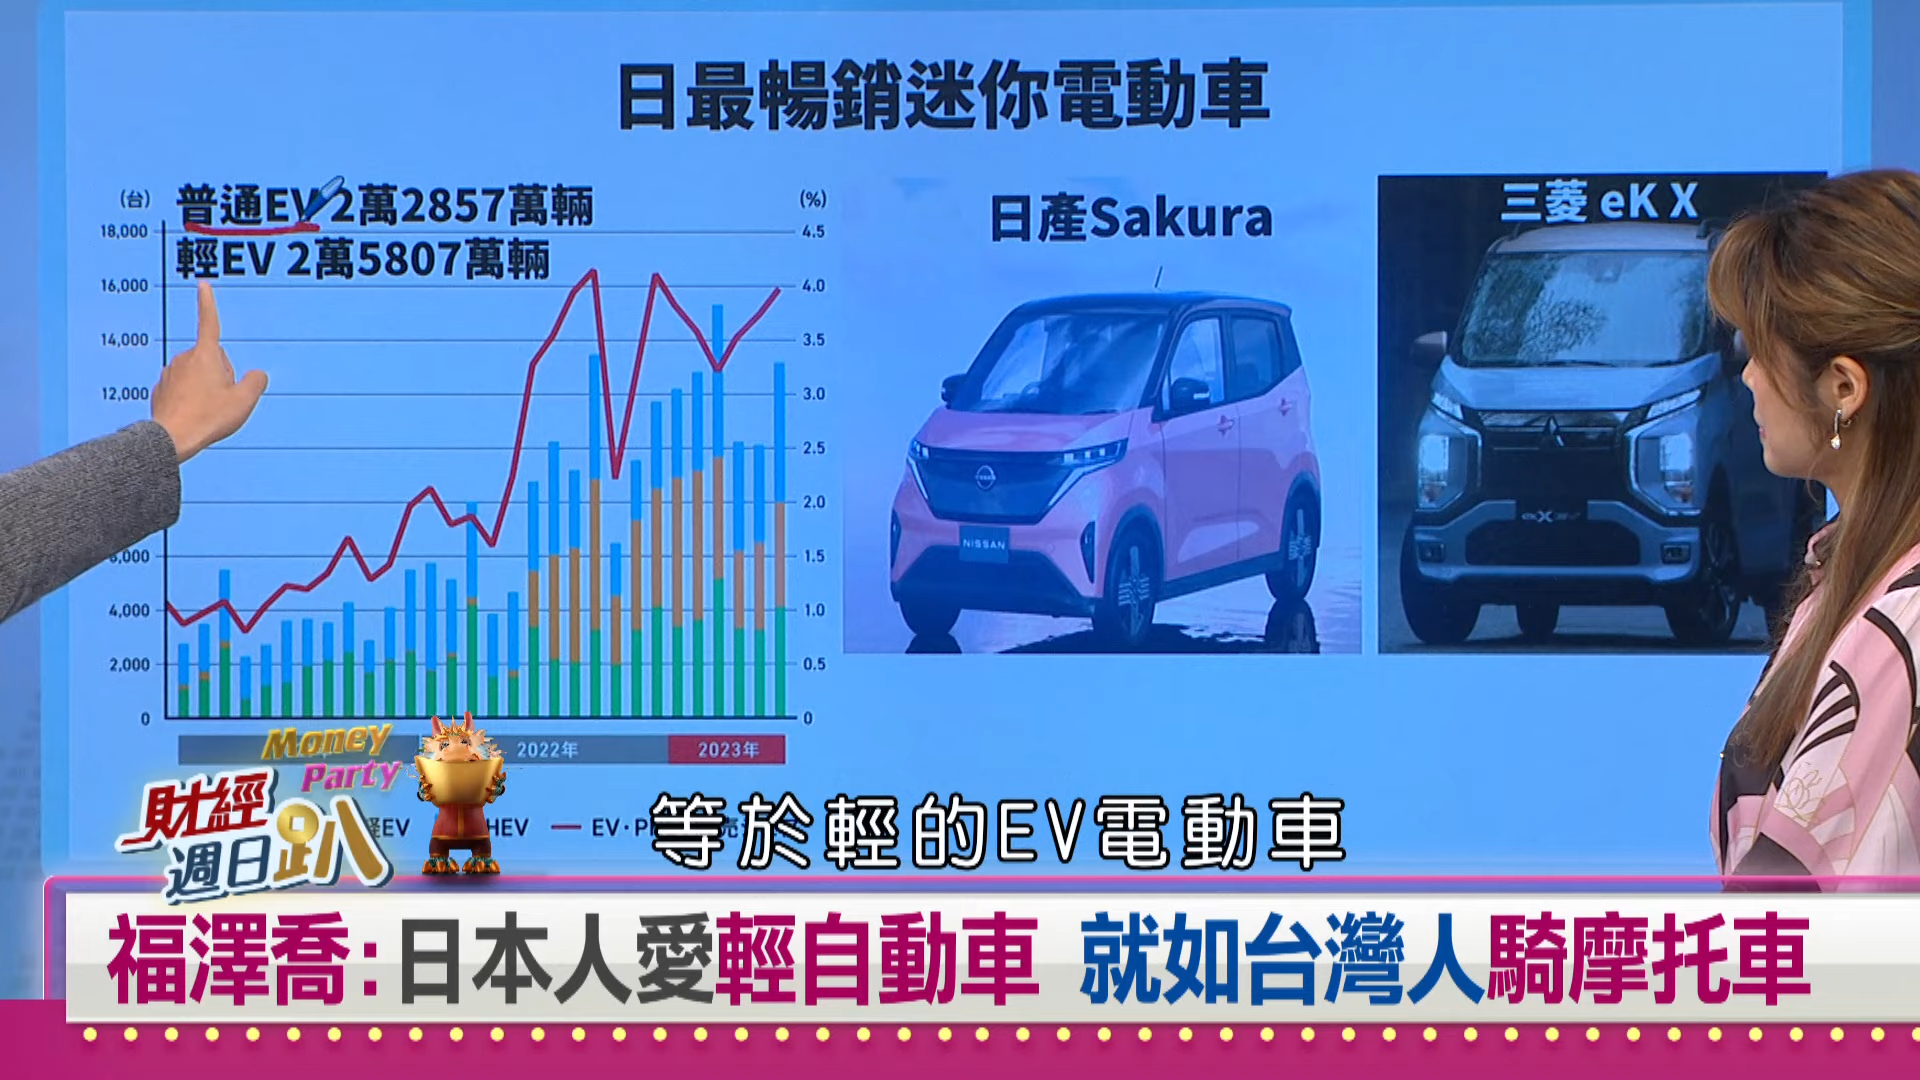 日最暢銷迷你電動車
(台)
普通EV 2萬2857萬輛
輕EV 2萬5807萬輛
(%)
18,000
16,000
14,000
12,000
6,000
4,000
2,000
0
4.5
4.0
3.5
3.0
2.5
2.0
1.5
1.0
0.5
0
2022年
2023年
EV
HEV
EV·P
日產Sakura
NISSAN
三菱 eK X
Money
Party
財經
週日趴
等於輕的EV電動車
福澤喬:日本人愛輕自動車 就如台灣人騎摩托車